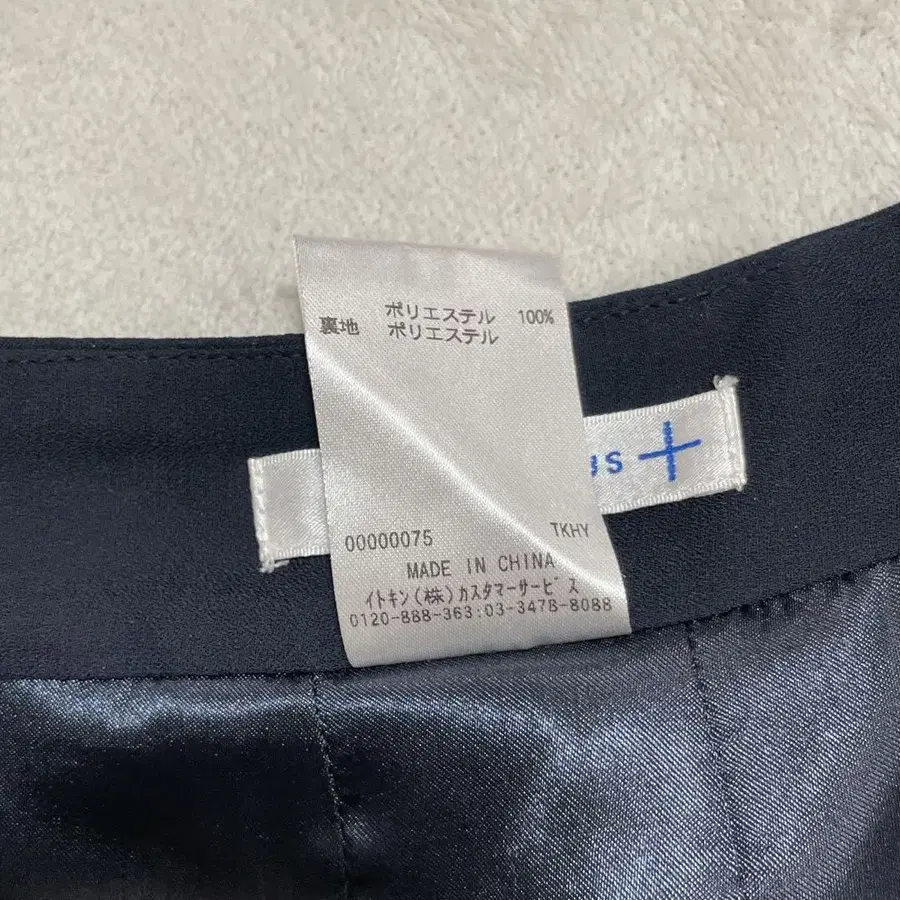 ポリエステル 100%
裏地 ポリエステル
us +
00000075 TKHY
MADE IN CHINA
イトキン(株)カスタマーサービス
0120-888-363:03-3478-8088